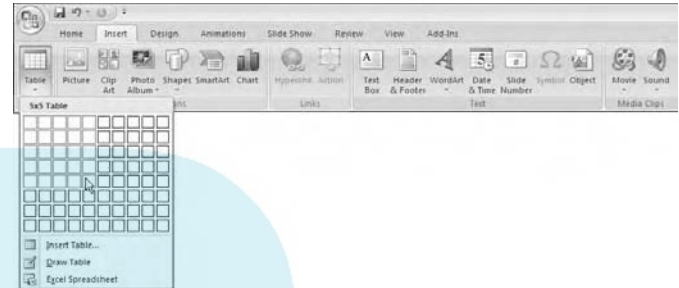 Home Insert Design Animations Slide Show Review View Add-Ins
Table Picture Clip Art Photo Album Shapes SmartArt Chart Hyperlink Action Text Box Header & Footer WordArt Date & Time Slide Number Symbol Object Movie Sound
Links Text Media Clips
5x5 Table
Insert Table...
Draw Table
Excel Spreadsheet